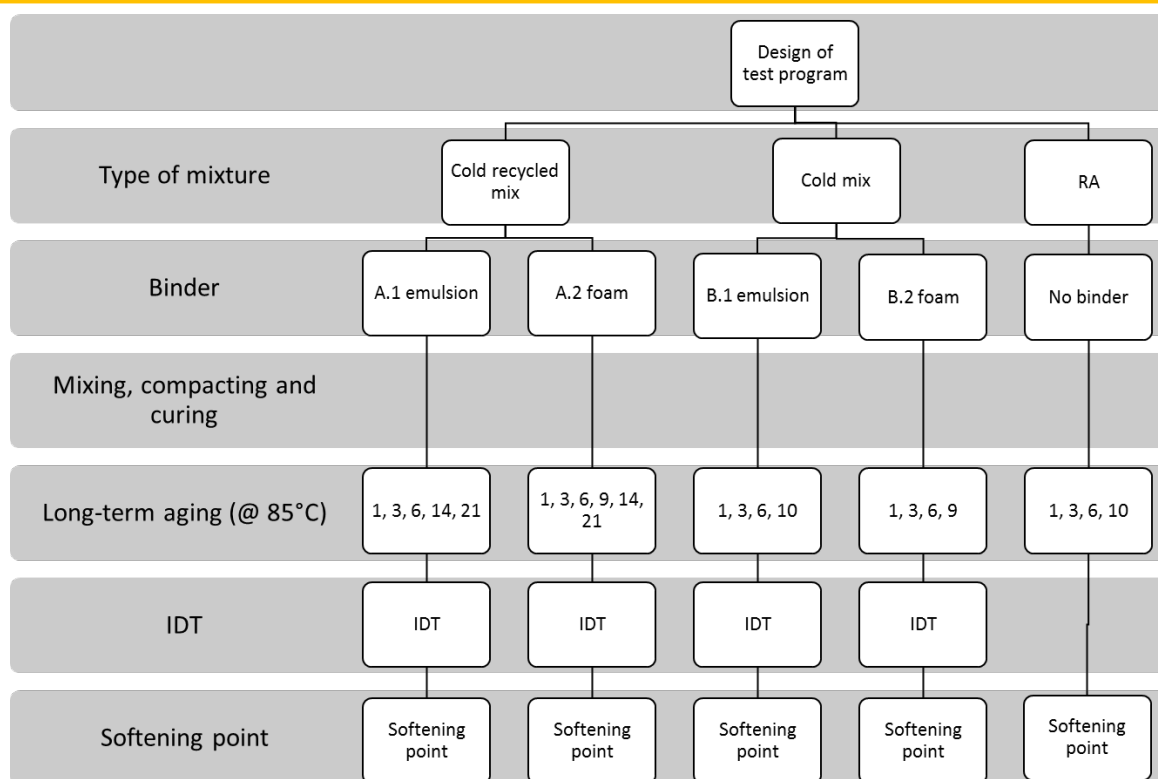 Design of
test program
Type of mixture
Cold recycled
mix
Cold mix
RA
Binder
A.1 emulsion
A.2 foam
B.1 emulsion
B.2 foam
No binder
Mixing, compacting and
curing
Long-term aging (@ 85°C)
1, 3, 6, 14, 21
1, 3, 6, 9, 14,
21
1, 3, 6, 10
1, 3, 6, 9
1, 3, 6, 10
IDT
IDT
IDT
IDT
IDT
Softening point
Softening
point
Softening
point
Softening
point
Softening
point
Softening
point